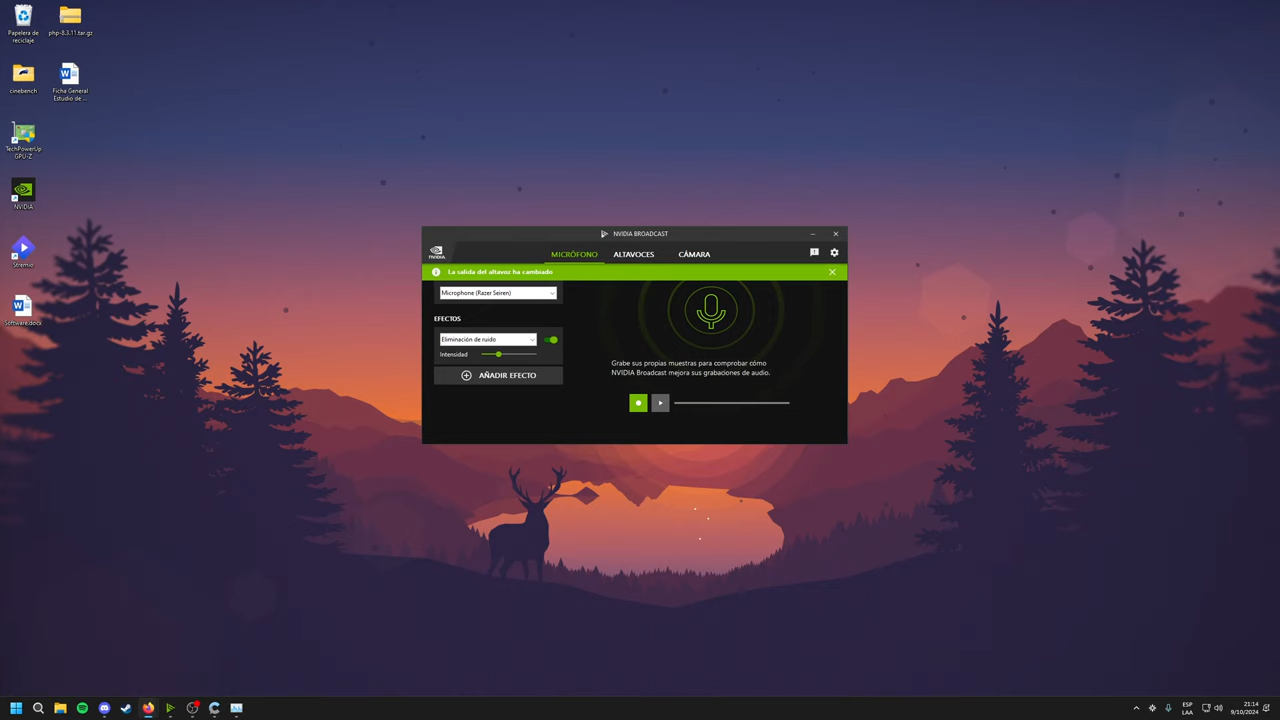 Papelera de
reciclaje
php-8.3.11.tar.gz
cinebench
Ficha General
Estudio de ...
TechPowerUp
GPU-Z
NVIDIA
Stremio
Software.docx
NVIDIA BROADCAST
NVIDIA
MICRÓFONO
ALTAVOCES
CÁMARA
La salida del altavoz ha cambiado
Microphone (Razer Seiren)
EFECTOS
Eliminación de ruido
Intensidad
AÑADIR EFECTO
Grabe sus propias muestras para comprobar cómo
NVIDIA Broadcast mejora sus grabaciones de audio.
ESP
LAA
21:14
9/10/2024